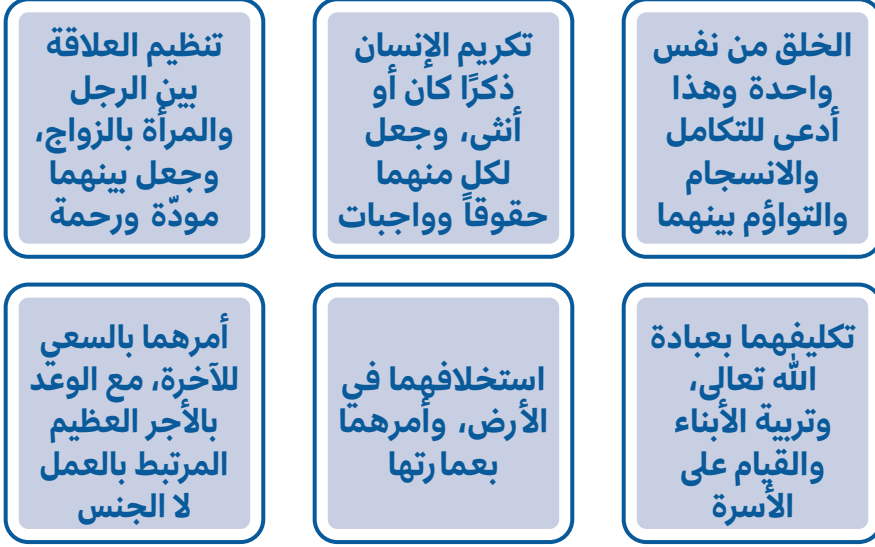 الخلق من نفس
واحدة وهذا
أدعى للتكامل
والانسجام
والتواؤم بينهما
تكريم الإنسان
ذكرًا كان أو
أنثى، وجعل
لكل منهما
حقوقاً وواجبات
تنظيم العلاقة
بين الرجل
والمرأة بالزواج،
وجعل بينهما
مودّة ورحمة
تكليفهما بعبادة
الله تعالى،
وتربية الأبناء
والقيام على
الأسرة
استخلافهما في
الأرض، وأمرهما
بعمارتها
أمرهما بالسعي
للآخرة، مع الوعد
بالأجر العظيم
المرتبط بالعمل
لا الجنس